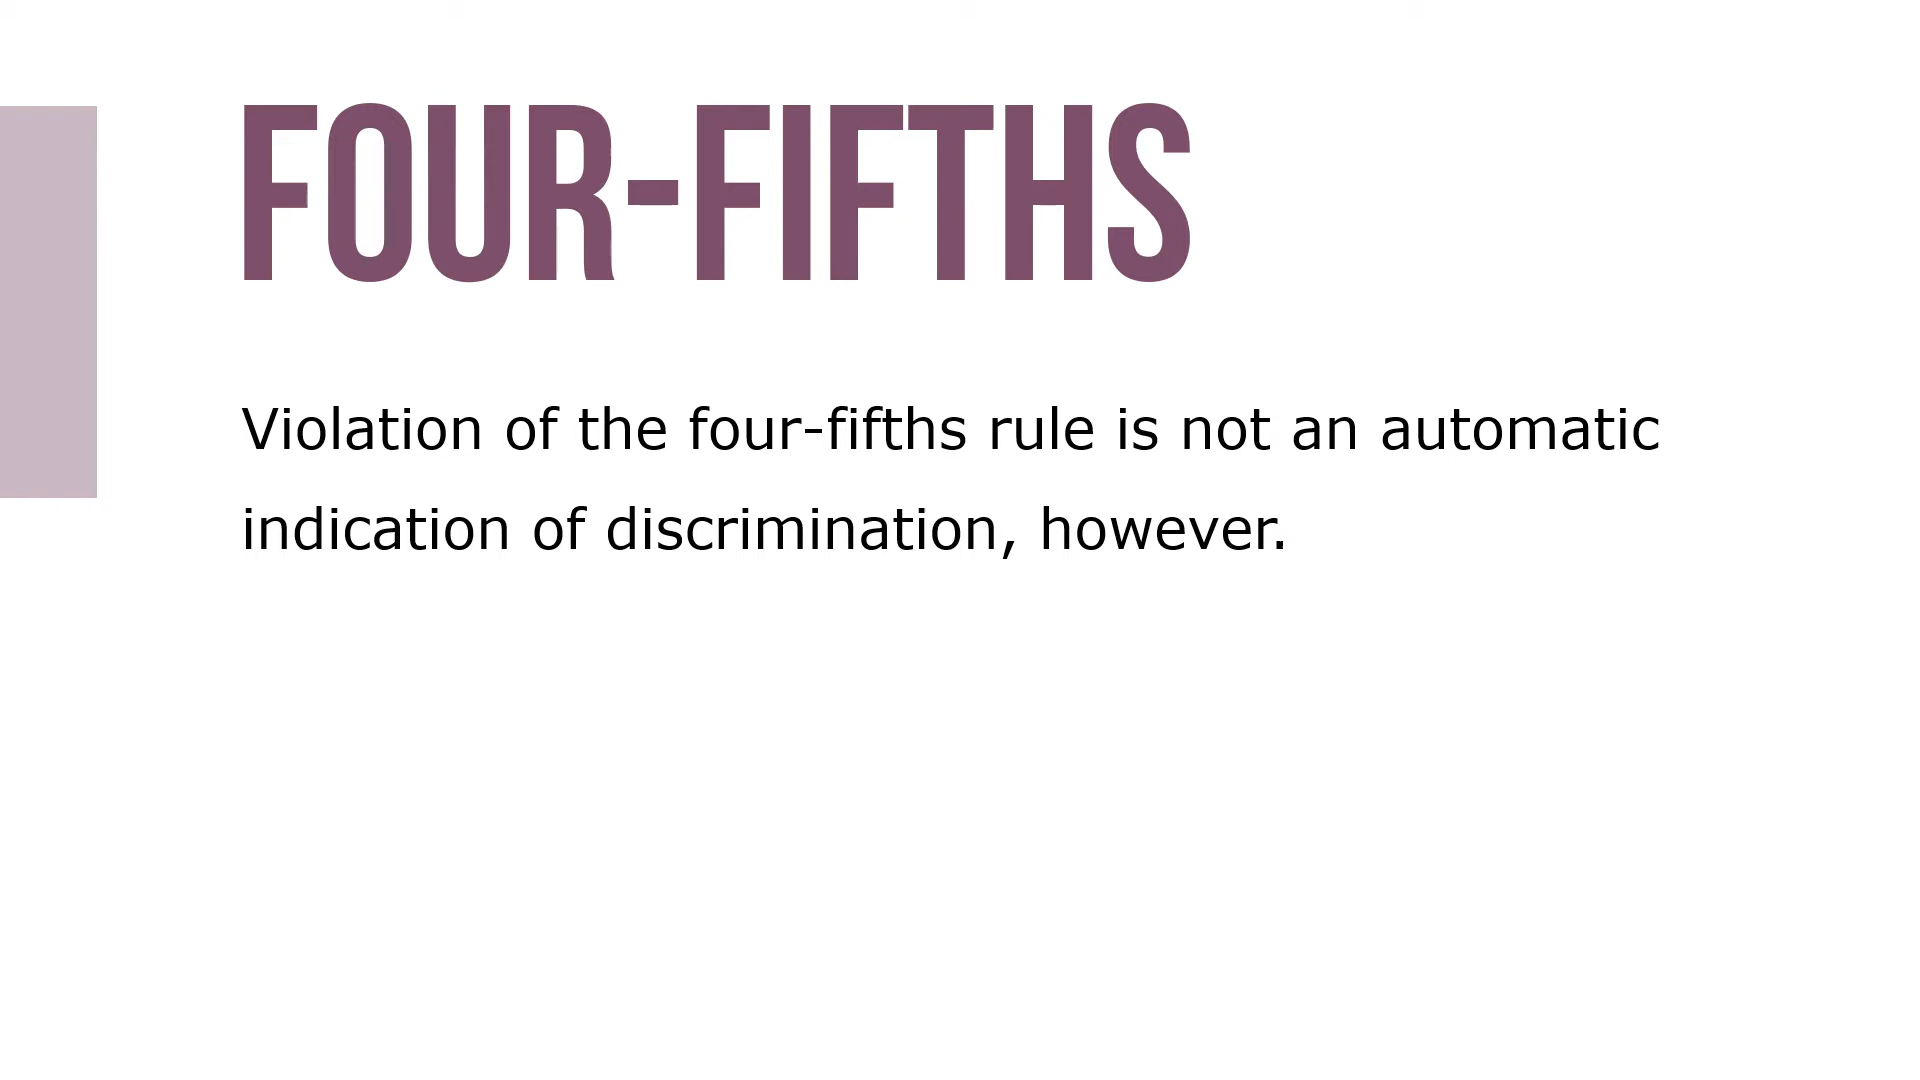 FOUR-FIFTHS
Violation of the four-fifths rule is not an automatic
indication of discrimination, however.